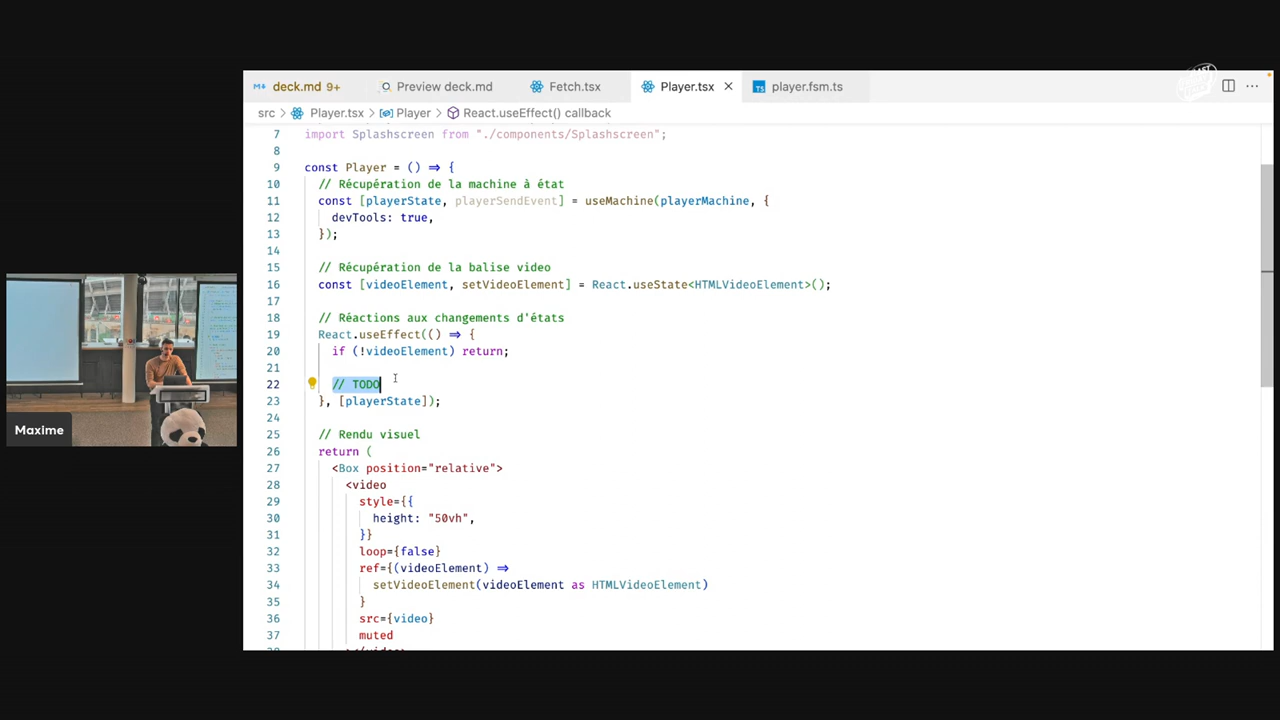 deck.md 9+
Preview deck.md
Fetch.tsx
Player.tsx
player.fsm.ts
src > Player.tsx > Player > React.useEffect() callback
7 import Splashscreen from "./components/Splashscreen";
8
9 const Player = () => {
10 // Récupération de la machine à état
11 const [playerState, playerSendEvent] = useMachine(playerMachine, {
12 devTools: true,
13 });
14
15 // Récupération de la balise video
16 const [videoElement, setVideoElement] = React.useState<HTMLVideoElement>();
17
18 // Réactions aux changements d'états
19 React.useEffect(() => {
20 if (!videoElement) return;
21
22 // TODO
23 }, [playerState]);
24
25 // Rendu visuel
26 return (
27 <Box position="relative">
28 <video
29 style={{
30 height: "50vh",
31 }}
32 loop={false}
33 ref={(videoElement) =>
34 setVideoElement(videoElement as HTMLVideoElement)
35 }
36 src={video}
37 muted
Maxime